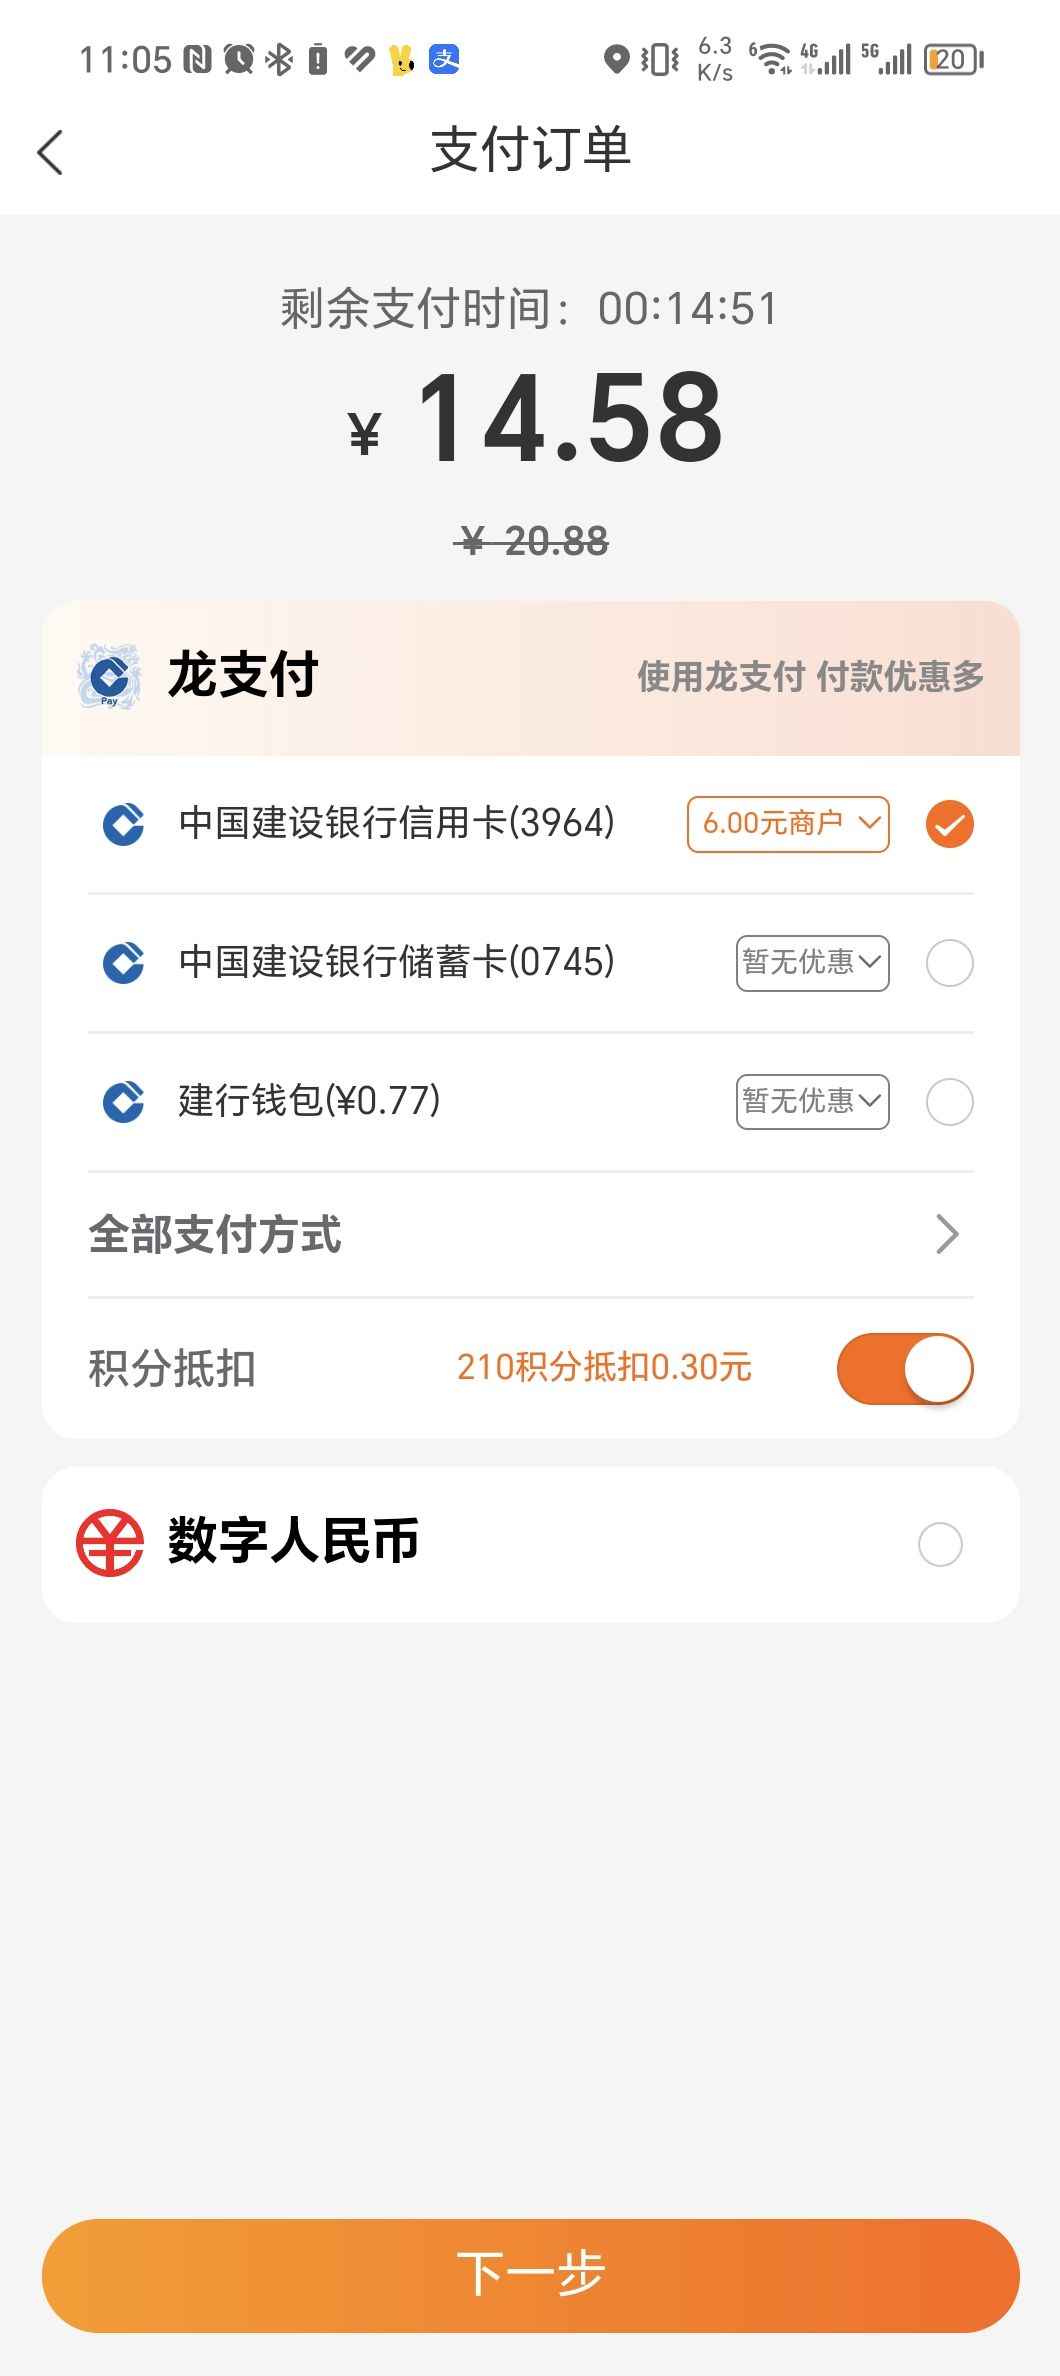 11:05
6.3
K/s
6
4G
5G
20
支付订单
剩余支付时间：00:14:51
¥ 14.58
¥ 20.88
Pay
龙支付
使用龙支付 付款优惠多
中国建设银行信用卡(3964)
6.00元商户
中国建设银行储蓄卡(0745)
暂无优惠
建行钱包(¥0.77)
暂无优惠
全部支付方式
积分抵扣
210积分抵扣0.30元
数字人民币
下一步